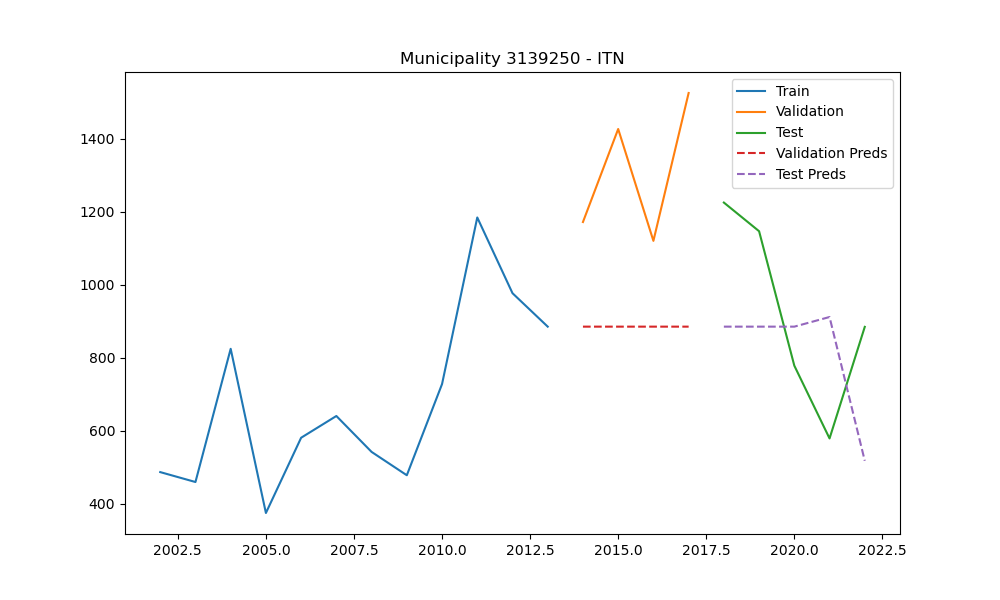 Municipality 3139250 - ITN
Train
Validation
Test
Validation Preds
Test Preds
1400
1200
1000
800
600
400
2002.5 2005.0 2007.5 2010.0 2012.5 2015.0 2017.5 2020.0 2022.5